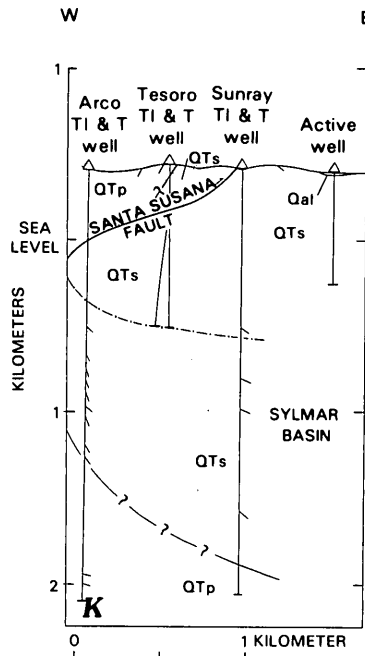 W
E
1
Arco
TI & T
well
Tesoro
TI & T
well
Sunray
TI & T
well
Active
well
QTs
QTp
?
SANTA SUSANA
FAULT
Qal
SEA
LEVEL
QTs
QTs
KILOMETERS
1
SYLMAR
BASIN
QTs
?
?
?
2
QTp
K
0
1 KILOMETER